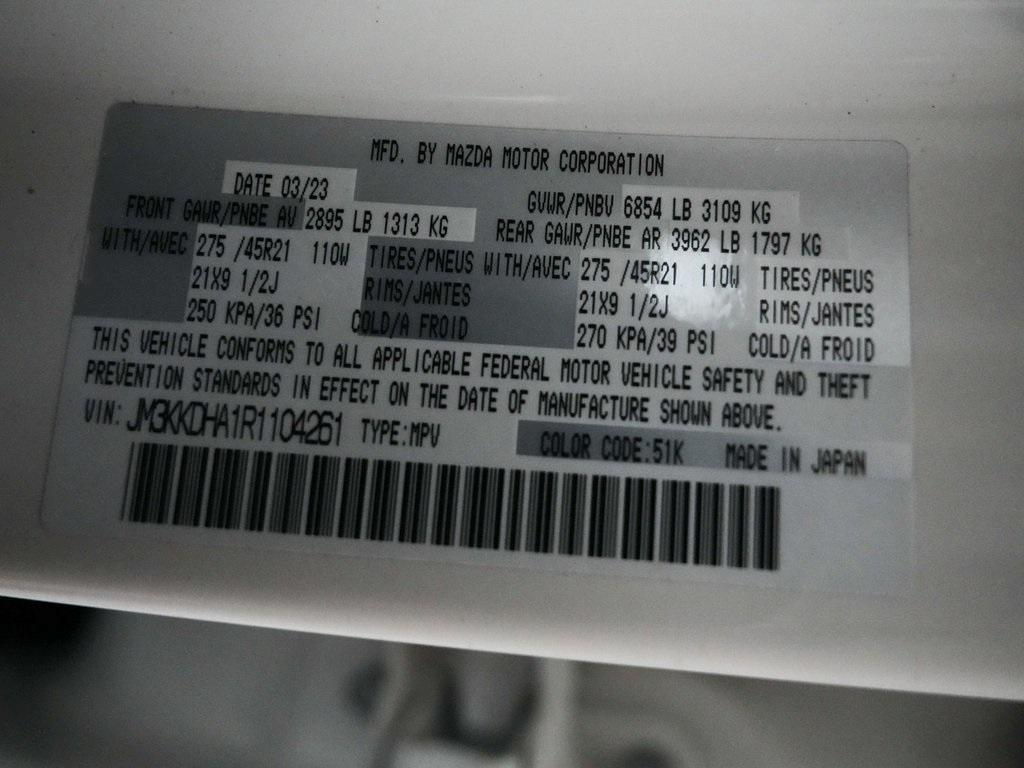 MFD. BY MAZDA MOTOR CORPORATION
DATE 03/23 GVWR/PNBV 6854 LB 3109 KG
FRONT GAWR/PNBE AV 2895 LB 1313 KG REAR GAWR/PNBE AR 3962 LB 1797 KG
WITH/AVEC 275 /45R21 110W TIRES/PNEUS WITH/AVEC 275 /45R21 110W TIRES/PNEUS
21X9 1/2J RIMS/JANTES 21X9 1/2J RIMS/JANTES
250 KPA/36 PSI COLD/A FROID 270 KPA/39 PSI COLD/A FROID
THIS VEHICLE CONFORMS TO ALL APPLICABLE FEDERAL MOTOR VEHICLE SAFETY AND THEFT
PREVENTION STANDARDS IN EFFECT ON THE DATE OF MANUFACTURE SHOWN ABOVE.
VIN: JM3KKDHA1R1104261 TYPE:MPV COLOR CODE:51K MADE IN JAPAN